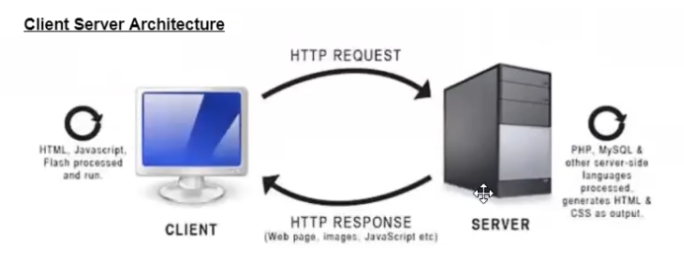 Client Server Architecture
HTTP REQUEST
HTML, Javascript,
Flash processed
and run.
PHP, MySQL &
other server-side
languages
processed,
generates HTML &
CSS as output.
CLIENT
HTTP RESPONSE
(Web page, images, JavaScript etc)
SERVER